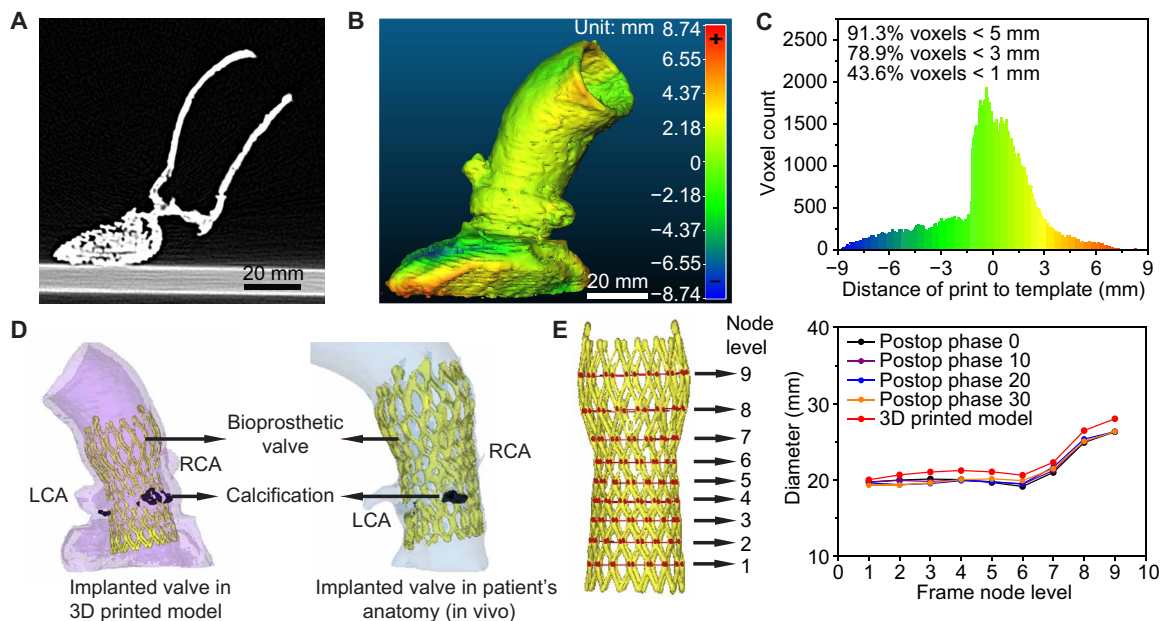 A
20 mm
B
Unit: mm
8.74
+
6.55
4.37
2.18
0
−2.18
−4.37
−6.55
−
−8.74
20 mm
C
91.3% voxels < 5 mm
78.9% voxels < 3 mm
43.6% voxels < 1 mm
Voxel count
2500
2000
1500
1000
500
0
−9 −6 −3 0 3 6 9
Distance of print to template (mm)
D
Bioprosthetic
valve
RCA
RCA
LCA
Calcification
LCA
Implanted valve in
3D printed model
Implanted valve in patient's
anatomy (in vivo)
E
Node
level
9
8
7
6
5
4
3
2
1
Diameter (mm)
40
30
20
10
Postop phase 0
Postop phase 10
Postop phase 20
Postop phase 30
3D printed model
0 1 2 3 4 5 6 7 8 9 10
Frame node level